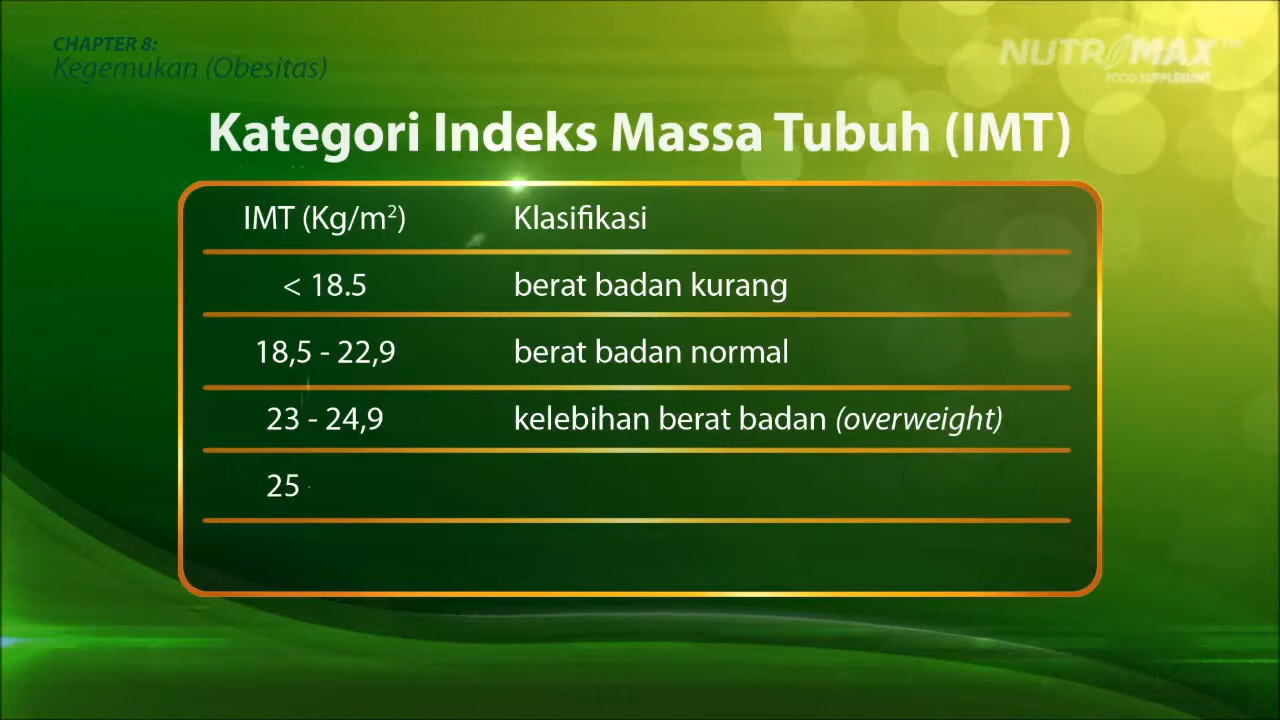 CHAPTER 8:
Kegemukan (Obesitas)
NUTRIMAX™
FOOD SUPPLEMENT
Kategori Indeks Massa Tubuh (IMT)
IMT (Kg/m²) Klasifikasi
< 18.5 berat badan kurang
18,5 - 22,9 berat badan normal
23 - 24,9 kelebihan berat badan (overweight)
25